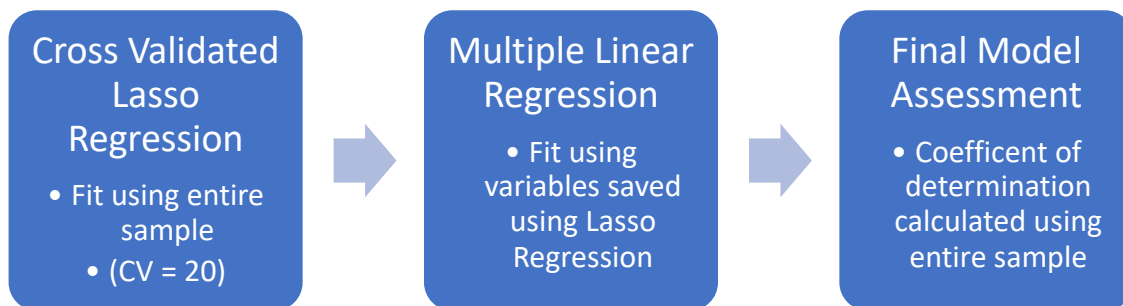 Cross Validated
Lasso
Regression
• Fit using entire
sample
• (CV = 20)
Multiple Linear
Regression
• Fit using
variables saved
using Lasso
Regression
Final Model
Assessment
• Coefficent of
determination
calculated using
entire sample